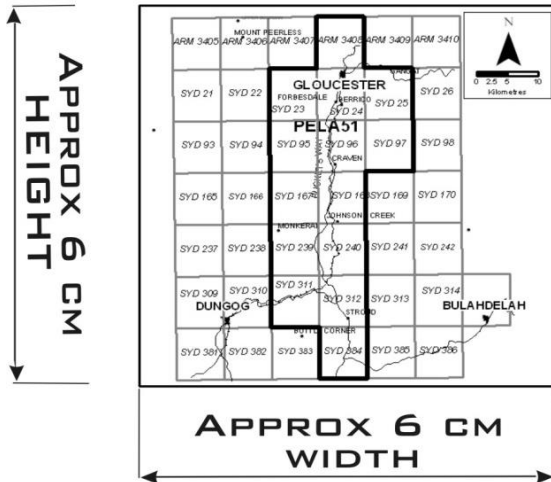 APPROX 6 CM
HEIGHT
ARM 3405 ARM 3406 ARM 3407 ARM 3408 ARM 3409 ARM 3410
MOUNT PEERLESS
N
0 2.5 5 10
Kilometres
GLOUCESTER
SYD 21 SYD 22 SYD 23 SYD 24 SYD 25 SYD 26
FORBESDALE BERRICO
PELA51
SYD 93 SYD 94 SYD 95 SYD 96 SYD 97 SYD 98
BUCKETTS WAY
CRAVEN
SYD 165 SYD 166 SYD 167 SYD 169 SYD 170
JOHNSON CREEK
MONKERAI
SYD 237 SYD 238 SYD 239 SYD 240 SYD 241 SYD 242
SYD 309 SYD 310 SYD 311 SYD 312 SYD 313 SYD 314
DUNGOG BULAHDELAH
STROUD
CORNER
SYD 381 SYD 382 SYD 383 SYD 384 SYD 385 SYD 386
APPROX 6 CM
WIDTH